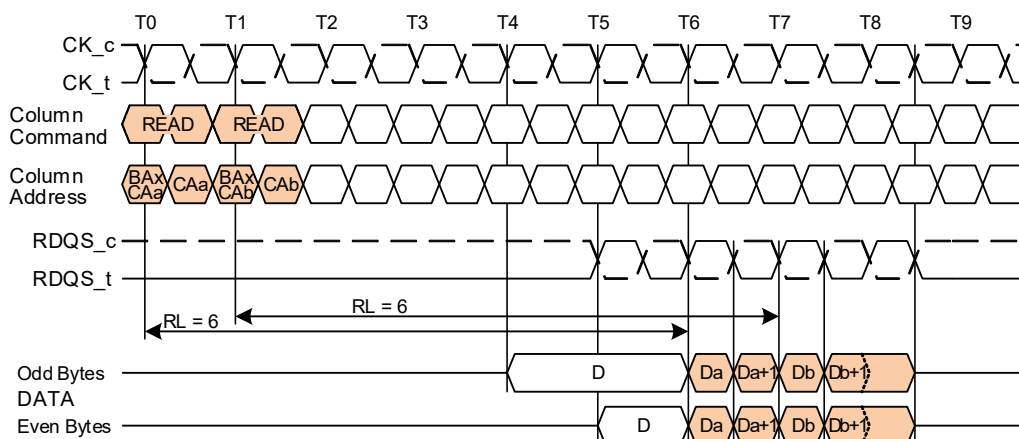 T0 T1 T2 T3 T4 T5 T6 T7 T8 T9
CK_c
CK_t
Column
Command
READ READ
Column
Address
BAx
CAa
CAa
BAx
CAb
CAb
RDQS_c
RDQS_t
RL = 6
RL = 6
Odd Bytes
D Da Da+1 Db Db+1
DATA
Even Bytes
D Da Da+1 Db Db+1